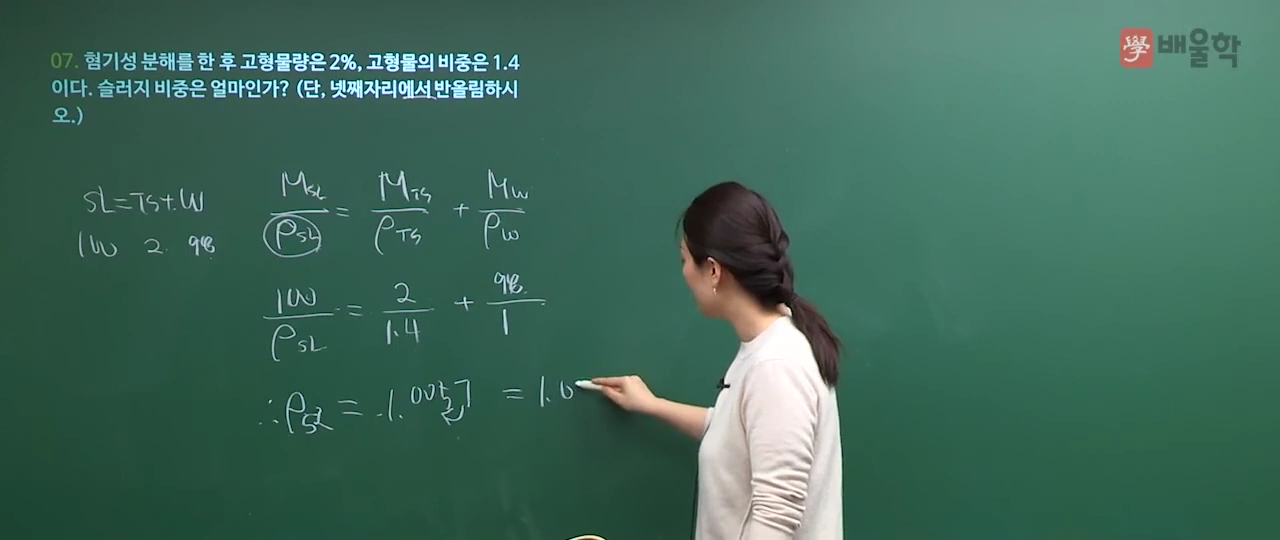 學 배울학
07. 혐기성 분해를 한 후 고형물량은 2%, 고형물의 비중은 1.4
이다. 슬러지 비중은 얼마인가? (단, 넷째자리에서 반올림하시
오.)
SL=TS+W
100 2 98
M_SL/ρ_SL = M_TS/ρ_TS + M_W/ρ_W
100/ρ_SL = 2/1.4 + 98/1
∴ρ_SL = 1.0057 = 1.0